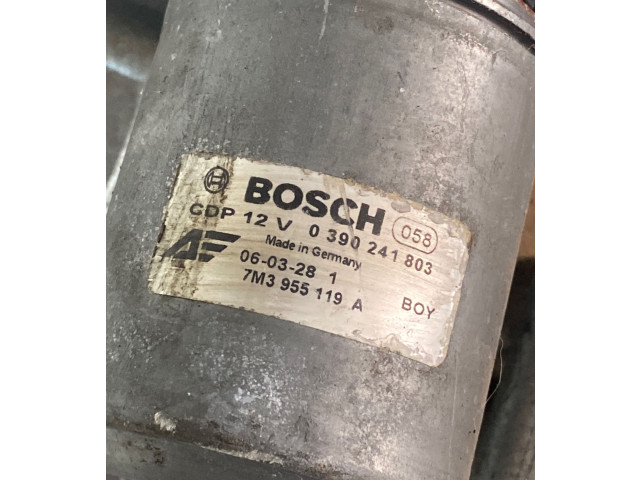 BOSCH 058
CDP 12 V 0 390 241 803
Made in Germany
06-03-28 1
7M3 955 119 A BOY